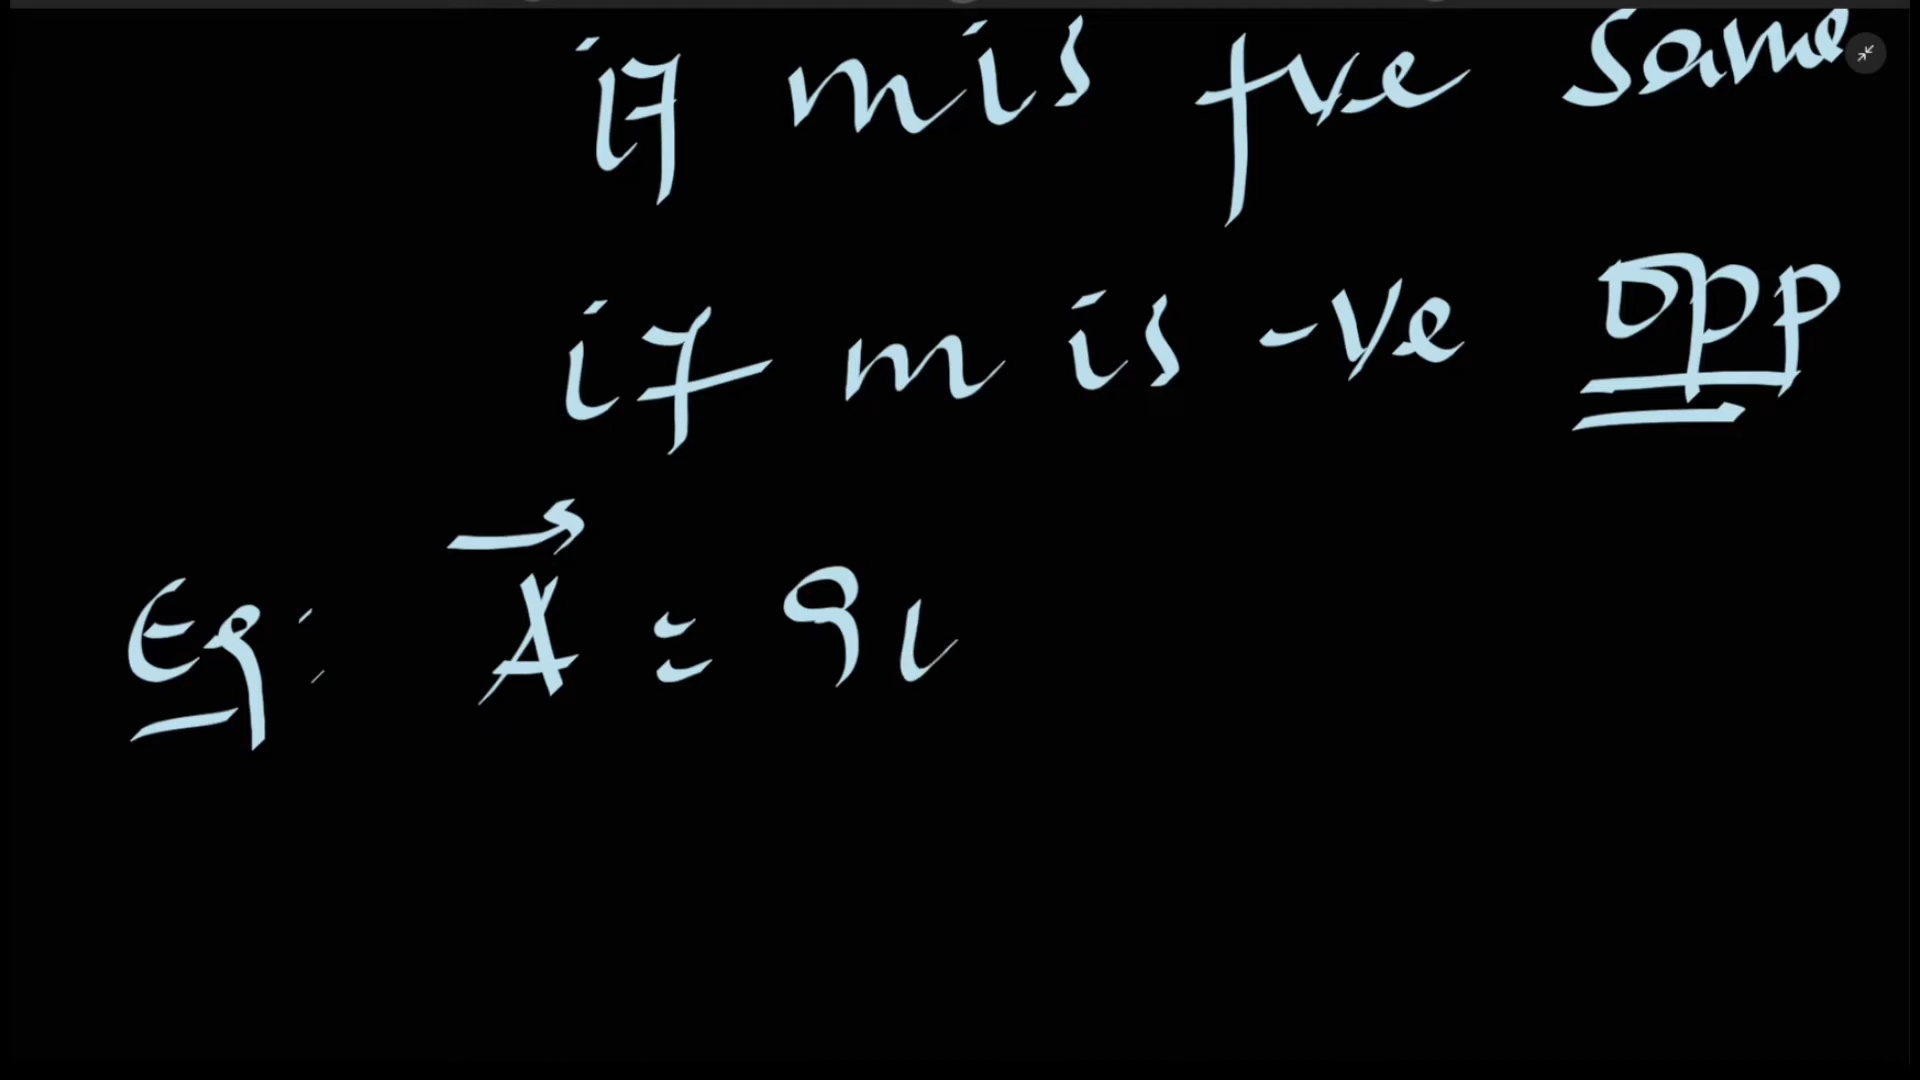 if m is +ve same
if m is -ve opp
Eg: A⃗ = 9i